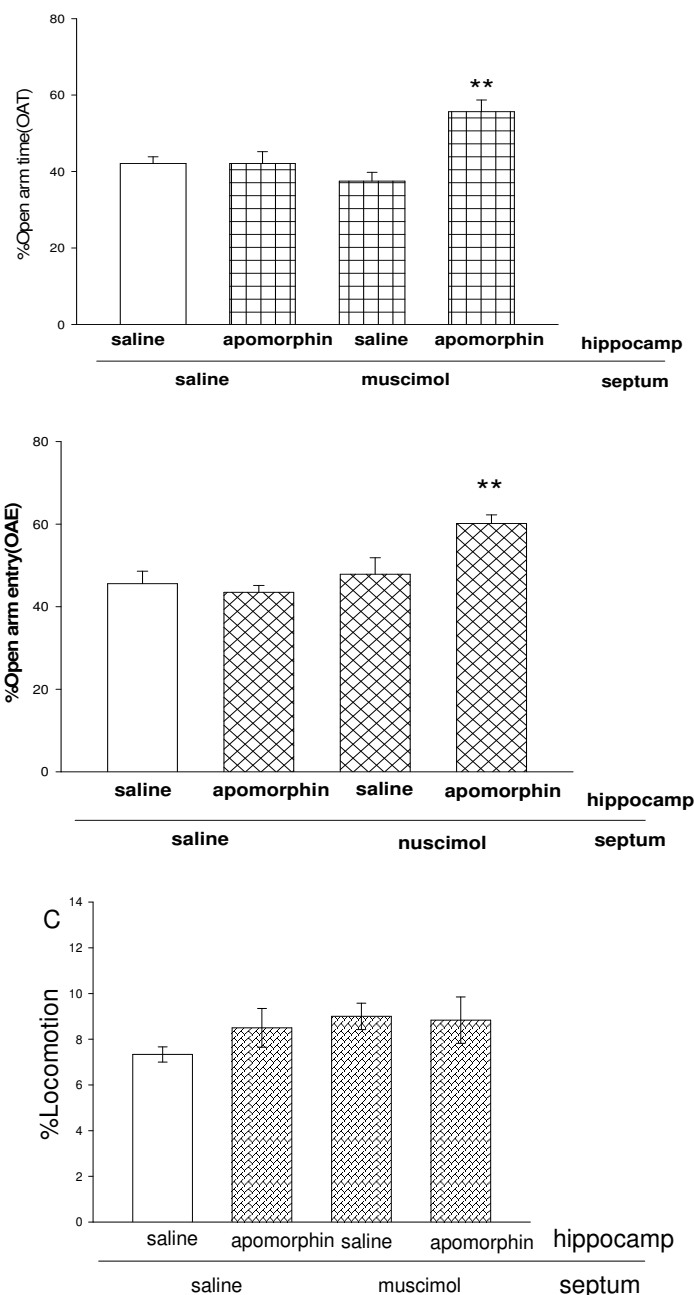 80
%Open arm time(OAT)
60
40
20
0
**
saline apomorphin saline apomorphin hippocamp
saline muscimol septum
80
%Open arm entry(OAE)
60
40
20
0
**
saline apomorphin saline apomorphin hippocamp
saline nuscimol septum
C
14
12
%Locomotion
10
8
6
4
2
0
saline apomorphin saline apomorphin hippocamp
saline muscimol septum